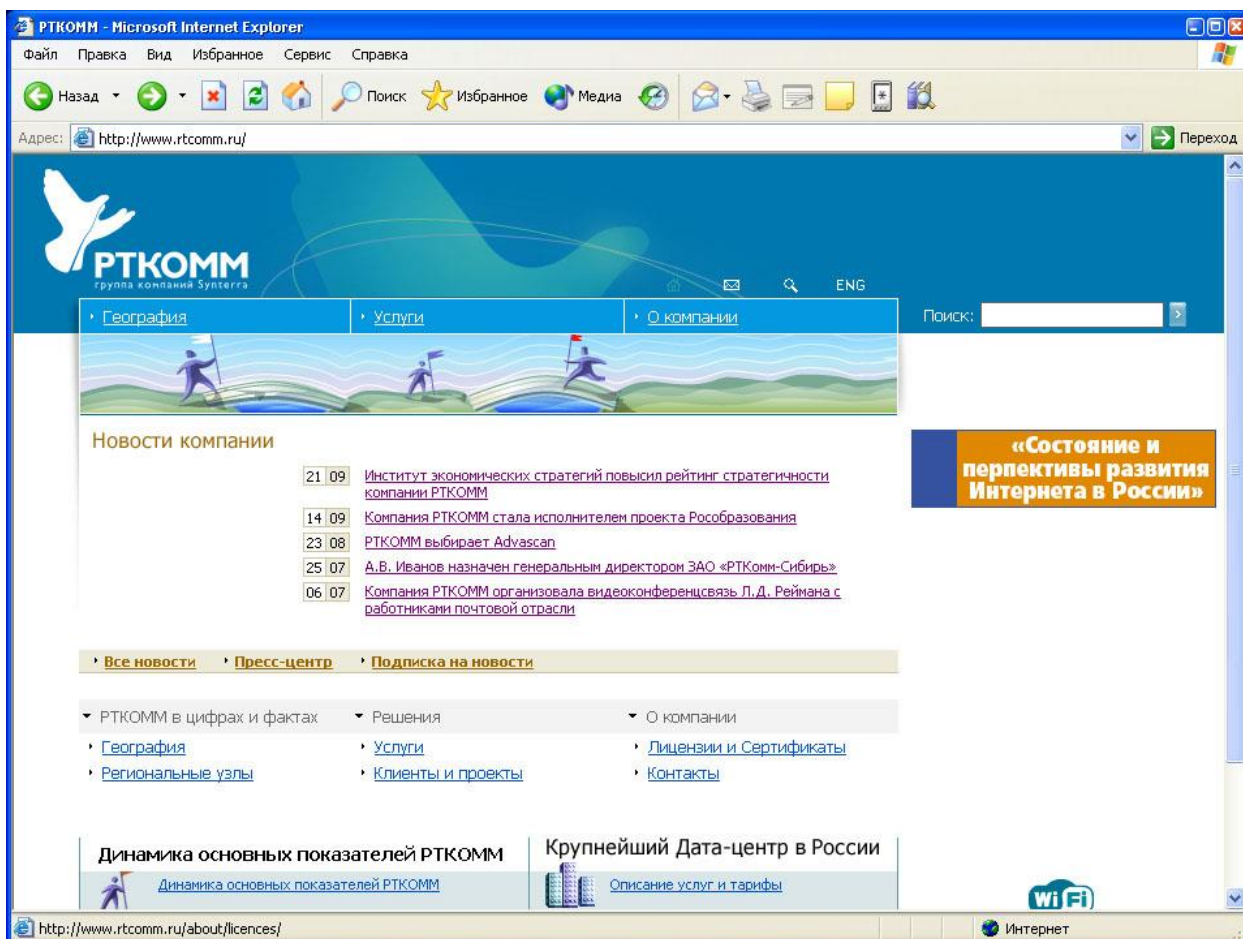 РТКОММ - Microsoft Internet Explorer
Файл Правка Вид Избранное Сервис Справка
Назад Поиск Избранное Медиа
Адрес: http://www.rtcomm.ru/ Переход
РТКОММ
группа компаний Synterra
ENG
География Услуги О компании Поиск:
Новости компании
21 09 Институт экономических стратегий повысил рейтинг стратегичности
компании РТКОММ
14 09 Компания РТКОММ стала исполнителем проекта Рособразования
23 08 РТКОММ выбирает Advascan
25 07 А.В. Иванов назначен генеральным директором ЗАО «РТКомм-Сибирь»
06 07 Компания РТКОММ организовала видеоконференцсвязь Л.Д. Реймана с
работниками почтовой отрасли
«Состояние и
перпективы развития
Интернета в России»
Все новости Пресс-центр Подписка на новости
РТКОММ в цифрах и фактах Решения О компании
География Услуги Лицензии и Сертификаты
Региональные узлы Клиенты и проекты Контакты
Динамика основных показателей РТКОММ Крупнейший Дата-центр в России
Динамика основных показателей РТКОММ Описание услуг и тарифы
Wi Fi
http://www.rtcomm.ru/about/licences/ Интернет